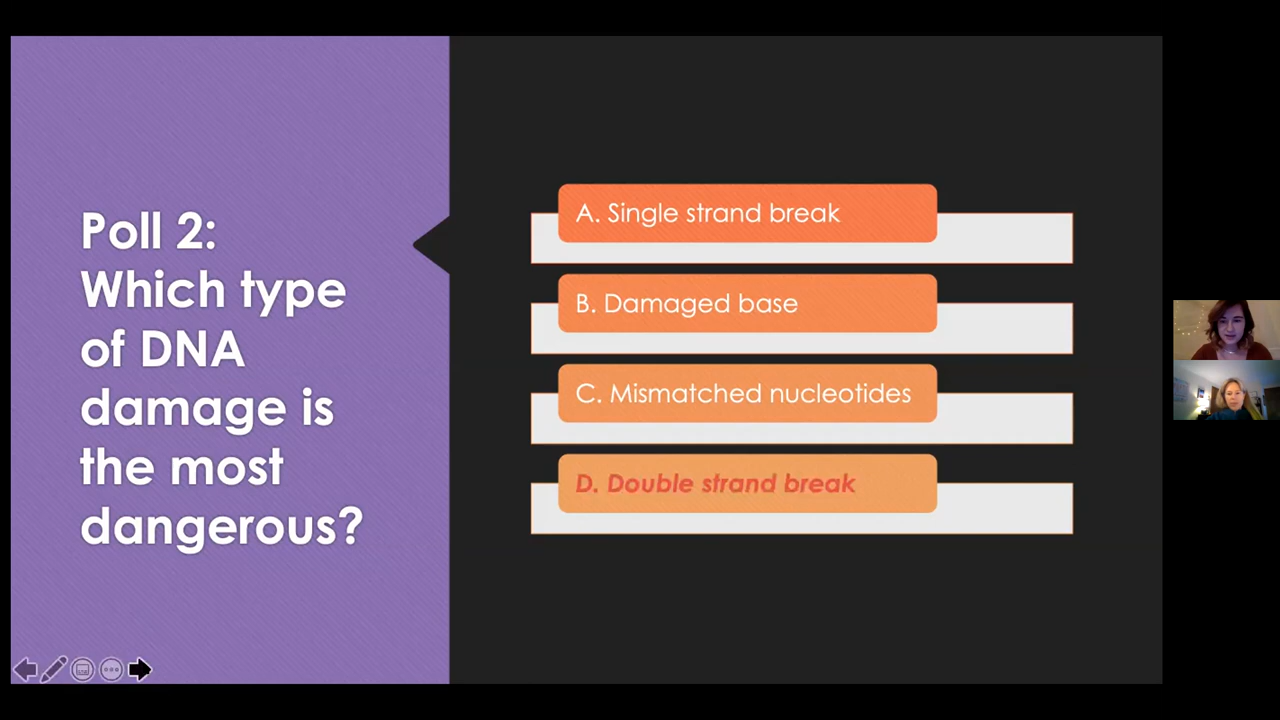 Poll 2:
Which type
of DNA
damage is
the most
dangerous?
A. Single strand break
B. Damaged base
C. Mismatched nucleotides
D. Double strand break